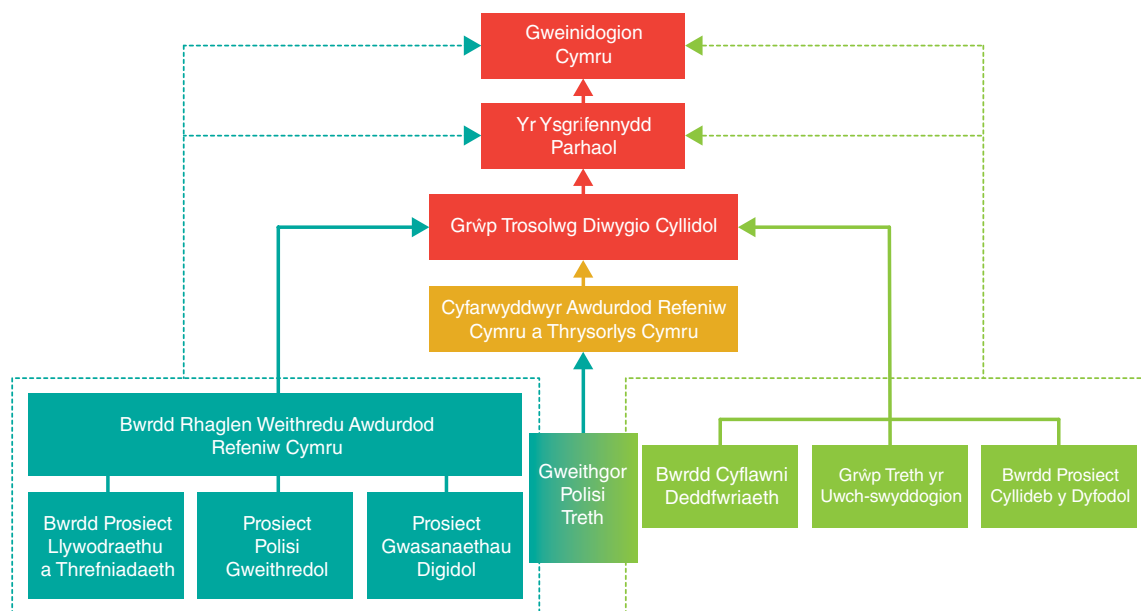 Gweinidogion
Cymru
Yr Ysgrifennydd
Parhaol
Grŵp Trosolwg Diwygio Cyllidol
Cyfarwyddwyr Awdurdod Refeniw
Cymru a Thrysorlys Cymru
Bwrdd Rhaglen Weithredu Awdurdod
Refeniw Cymru
Bwrdd Prosiect
Llywodraethu
a Threfniadaeth
Prosiect
Polisi
Gweithredol
Prosiect
Gwasanaethau
Digidol
Gweithgor
Polisi
Treth
Bwrdd Cyflawni
Deddfwriaeth
Grŵp Treth yr
Uwch-swyddogion
Bwrdd Prosiect
Cyllideb y Dyfodol